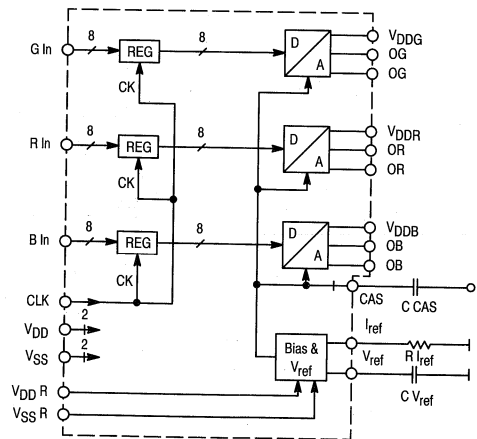 G In 8 REG 8 D A VDDG
OG
OG
CK
R In 8 REG 8 D A VDDR
OR
OR
CK
B In 8 REG 8 D A VDDB
OB
OB
CK
CLK
CAS C CAS
VDD 2
VSS 2
Bias & Vref
Iref R Iref
Vref C Vref
VDD R
VSS R